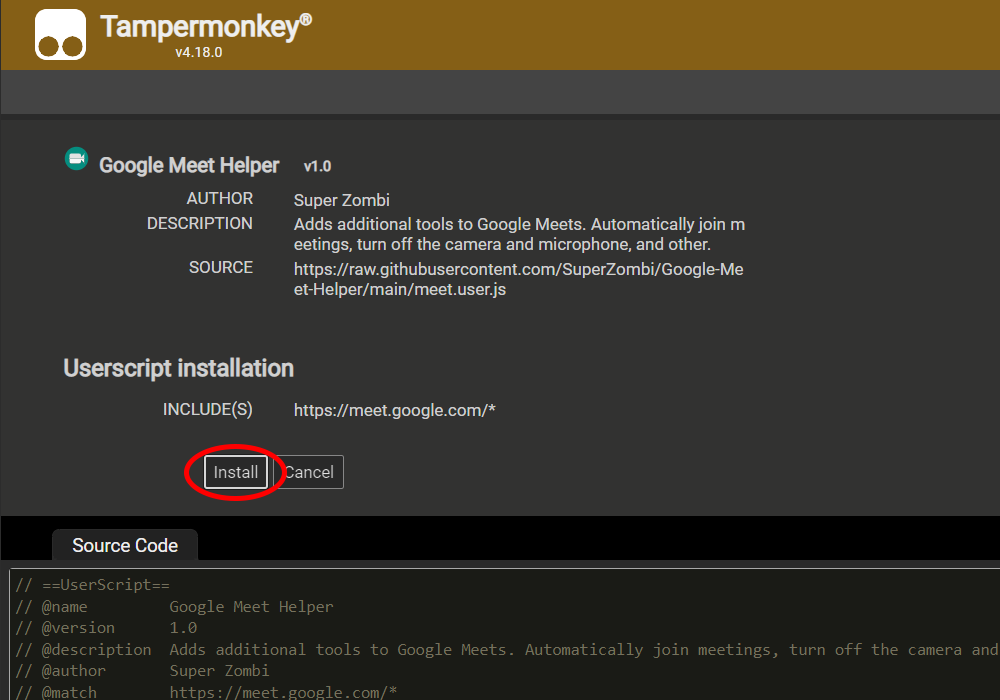 Tampermonkey®
v4.18.0
Google Meet Helper v1.0
AUTHOR Super Zombi
DESCRIPTION Adds additional tools to Google Meets. Automatically join m
eetings, turn off the camera and microphone, and other.
SOURCE https://raw.githubusercontent.com/SuperZombi/Google-Me
et-Helper/main/meet.user.js
Userscript installation
INCLUDE(S) https://meet.google.com/*
Install Cancel
Source Code
// ==UserScript==
// @name Google Meet Helper
// @version 1.0
// @description Adds additional tools to Google Meets. Automatically join meetings, turn off the camera and
// @author Super Zombi
// @match https://meet.google.com/*